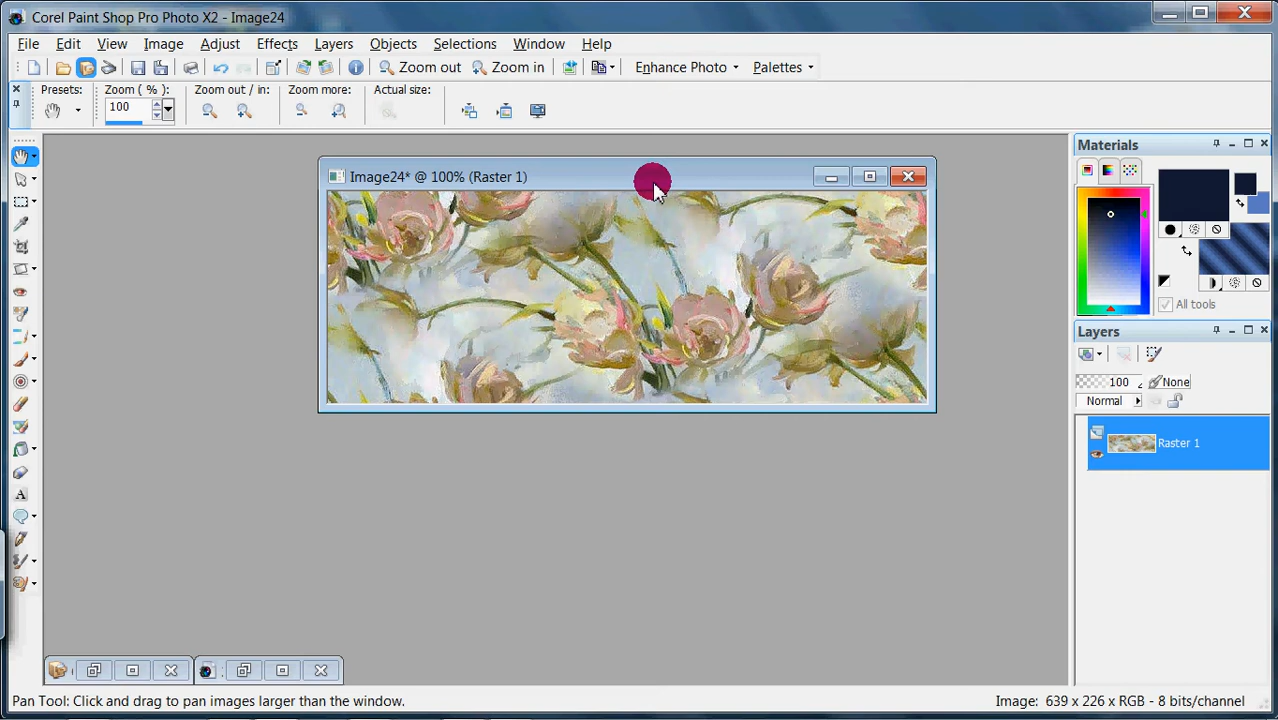 Corel Paint Shop Pro Photo X2 - Image24
File Edit View Image Adjust Effects Layers Objects Selections Window Help
Zoom out Zoom in Enhance Photo Palettes
Presets: Zoom ( % ): Zoom out / in: Zoom more: Actual size:
100
Materials
Image24* @ 100% (Raster 1)
All tools
Layers
100 None
Normal
Raster 1
A
Pan Tool: Click and drag to pan images larger than the window.
Image: 639 x 226 x RGB - 8 bits/channel